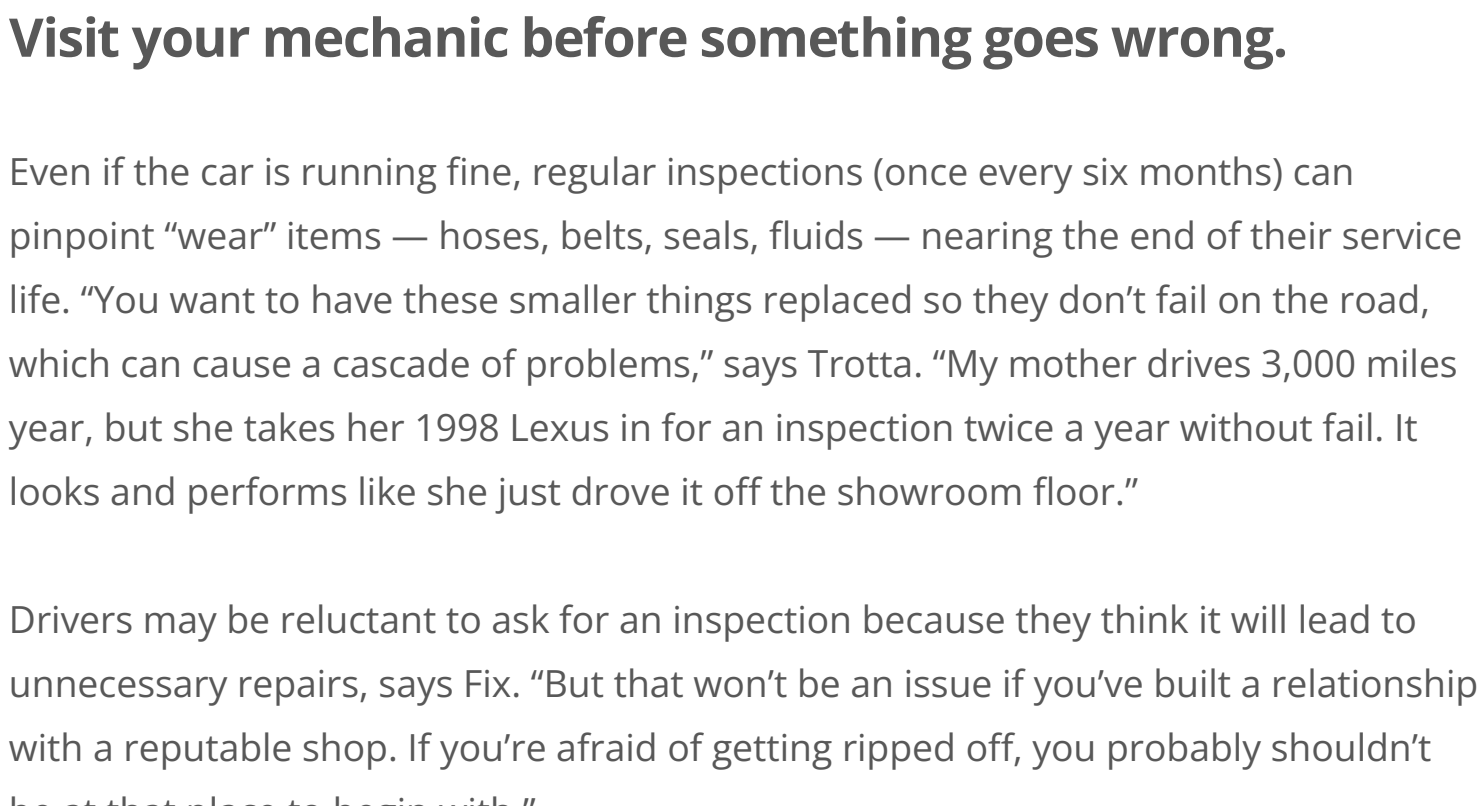 Visit your mechanic before something goes wrong.
Even if the car is running fine, regular inspections (once every six months) can
pinpoint “wear” items — hoses, belts, seals, fluids — nearing the end of their service
life. “You want to have these smaller things replaced so they don’t fail on the road,
which can cause a cascade of problems,” says Trotta. “My mother drives 3,000 miles
year, but she takes her 1998 Lexus in for an inspection twice a year without fail. It
looks and performs like she just drove it off the showroom floor.”
Drivers may be reluctant to ask for an inspection because they think it will lead to
unnecessary repairs, says Fix. “But that won’t be an issue if you’ve built a relationship
with a reputable shop. If you’re afraid of getting ripped off, you probably shouldn’t
be at that place to begin with.”